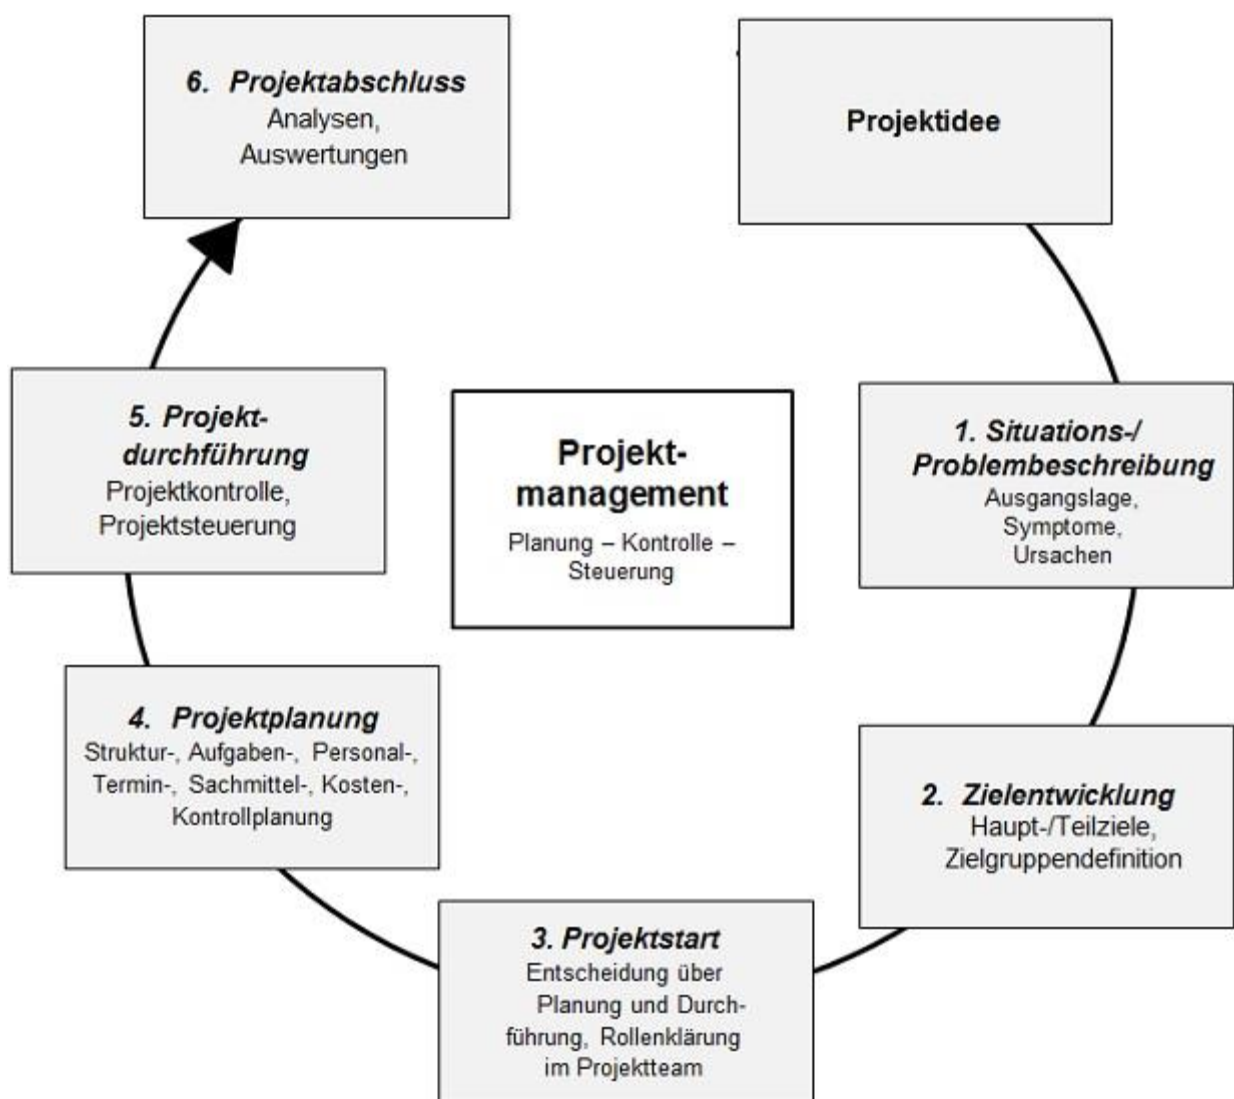 6. Projektabschluss
Analysen,
Auswertungen
Projektidee
5. Projekt-
durchführung
Projektkontrolle,
Projektsteuerung
Projekt-
management
Planung – Kontrolle –
Steuerung
1. Situations-/
Problembeschreibung
Ausgangslage,
Symptome,
Ursachen
4. Projektplanung
Struktur-, Aufgaben-, Personal-,
Termin-, Sachmittel-, Kosten-,
Kontrollplanung
2. Zielentwicklung
Haupt-/Teilziele,
Zielgruppendefinition
3. Projektstart
Entscheidung über
Planung und Durch-
führung, Rollenklärung
im Projektteam